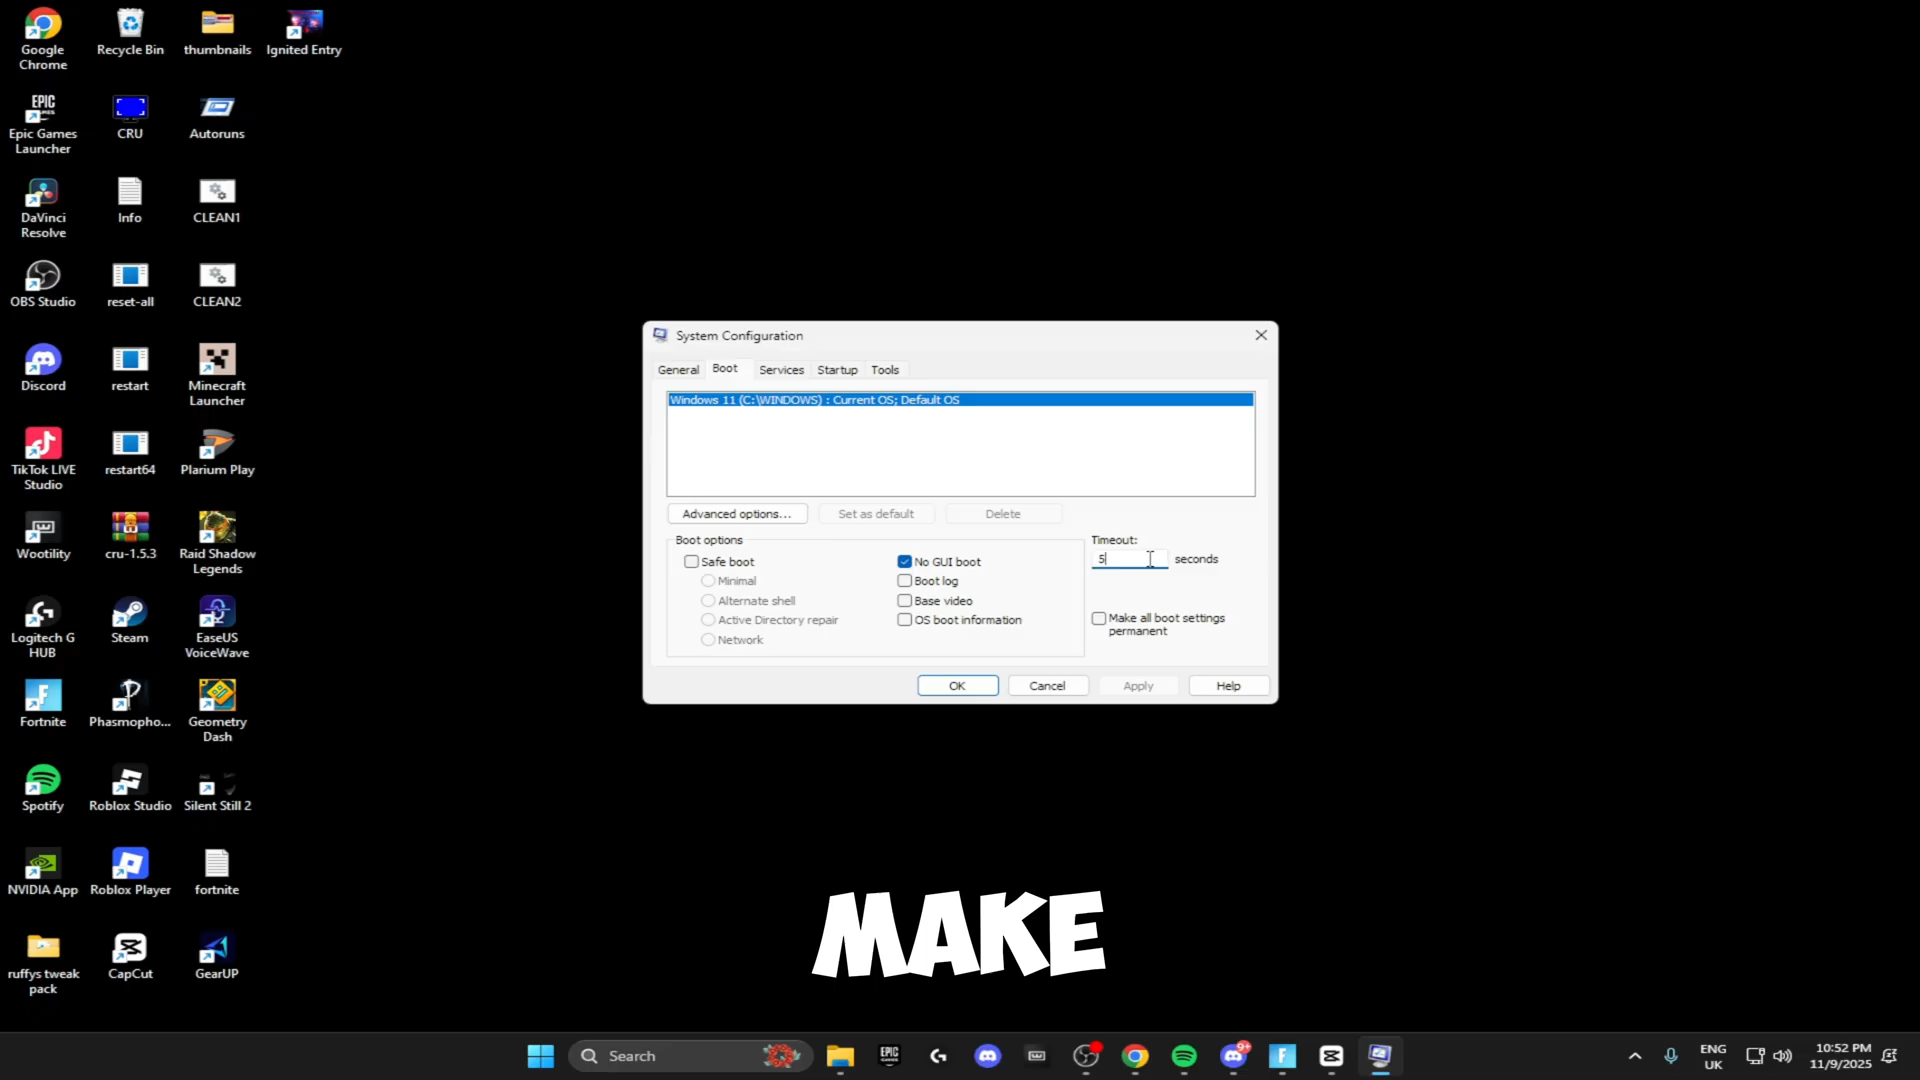 Google
Chrome
Recycle Bin
thumbnails
Ignited Entry
EPIC
GAMES
Epic Games
Launcher
CRU
Autoruns
DaVinci
Resolve
Info
CLEAN1
OBS Studio
reset-all
CLEAN2
Discord
restart
Minecraft
Launcher
TikTok LIVE
Studio
restart64
Plarium Play
Wootility
cru-1.5.3
Raid Shadow
Legends
Logitech G
HUB
Steam
EaseUS
VoiceWave
Fortnite
Phasmopho...
Geometry
Dash
Spotify
Roblox Studio
Silent Still 2
NVIDIA App
Roblox Player
fortnite
ruffys tweak
pack
CapCut
GearUP
System Configuration
General
Boot
Services
Startup
Tools
Windows 11 (C:\WINDOWS) : Current OS; Default OS
Advanced options...
Set as default
Delete
Boot options
Safe boot
Minimal
Alternate shell
Active Directory repair
Network
No GUI boot
Boot log
Base video
OS boot information
Timeout:
5
seconds
Make all boot settings
permanent
OK
Cancel
Apply
Help
MAKE
Search
EPIC
9+
ENG
UK
10:52 PM
11/9/2025